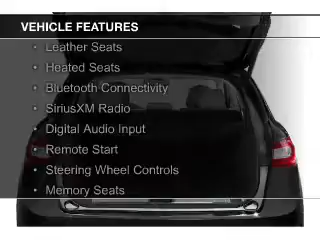 VEHICLE FEATURES
• Leather Seats
• Heated Seats
• Bluetooth Connectivity
• SiriusXM Radio
• Digital Audio Input
• Remote Start
• Steering Wheel Controls
• Memory Seats